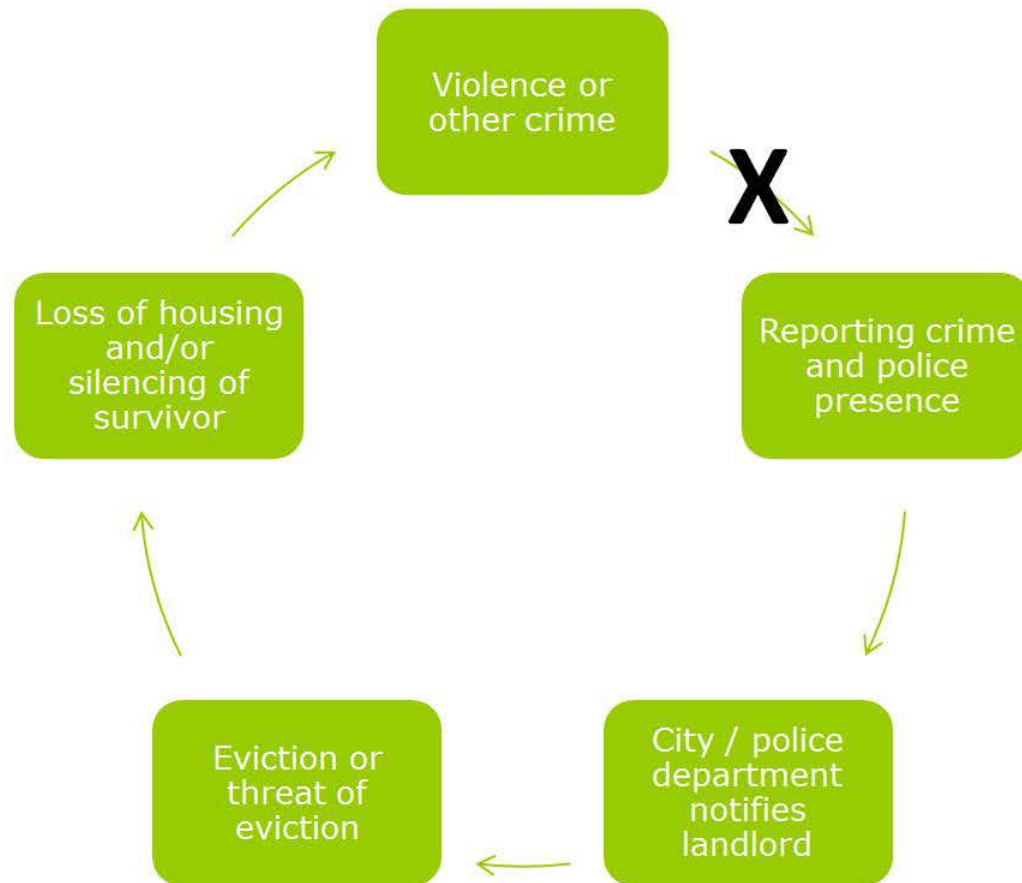 Violence or
other crime
X
Reporting crime
and police
presence
City / police
department
notifies
landlord
Eviction or
threat of
eviction
Loss of housing
and/or
silencing of
survivor